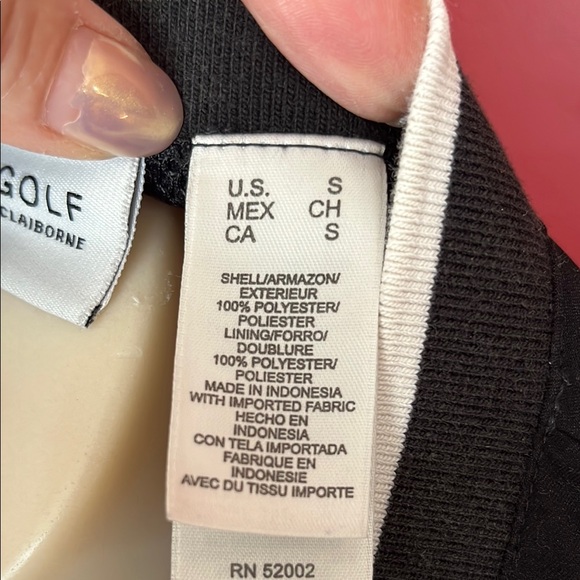 GOLF
CLAIBORNE
U.S. S
MEX CH
CA S
SHELL/ARMAZON/
EXTERIEUR
100% POLYESTER/
POLIESTER
LINING/FORRO/
DOUBLURE
100% POLYESTER/
POLIESTER
MADE IN INDONESIA
WITH IMPORTED FABRIC
HECHO EN
INDONESIA
CON TELA IMPORTADA
FABRIQUE EN
INDONESIE
AVEC DU TISSU IMPORTE
RN 52002